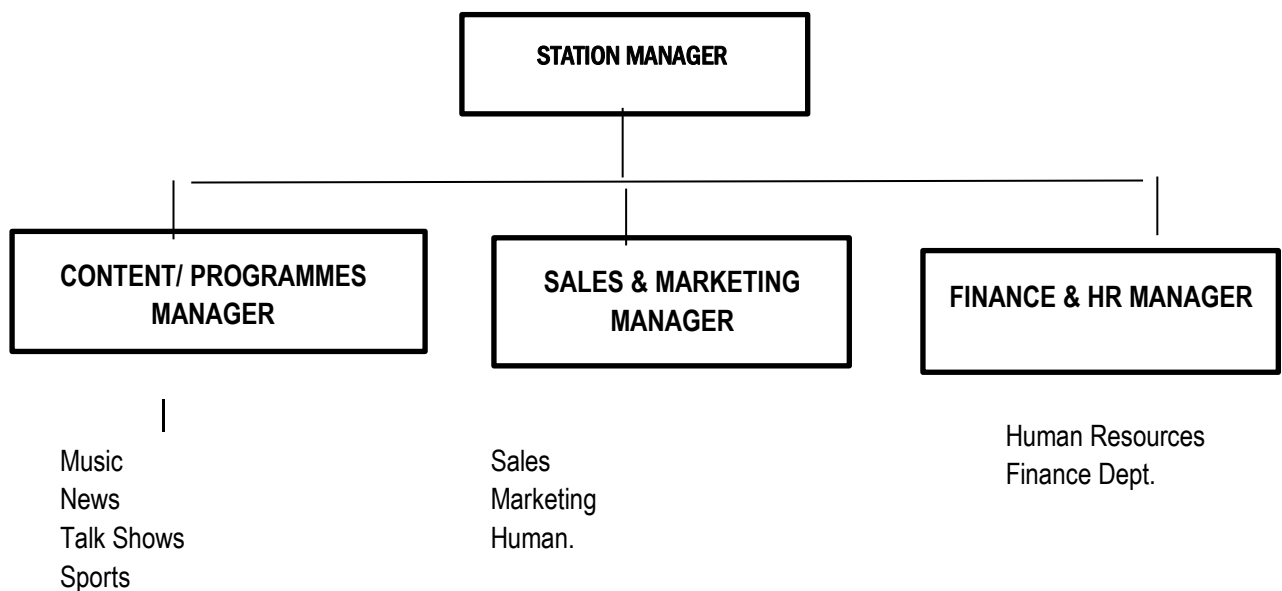 STATION MANAGER
CONTENT/ PROGRAMMES
MANAGER
SALES & MARKETING
MANAGER
FINANCE & HR MANAGER
Music
News
Talk Shows
Sports
Sales
Marketing
Human.
Human Resources
Finance Dept.